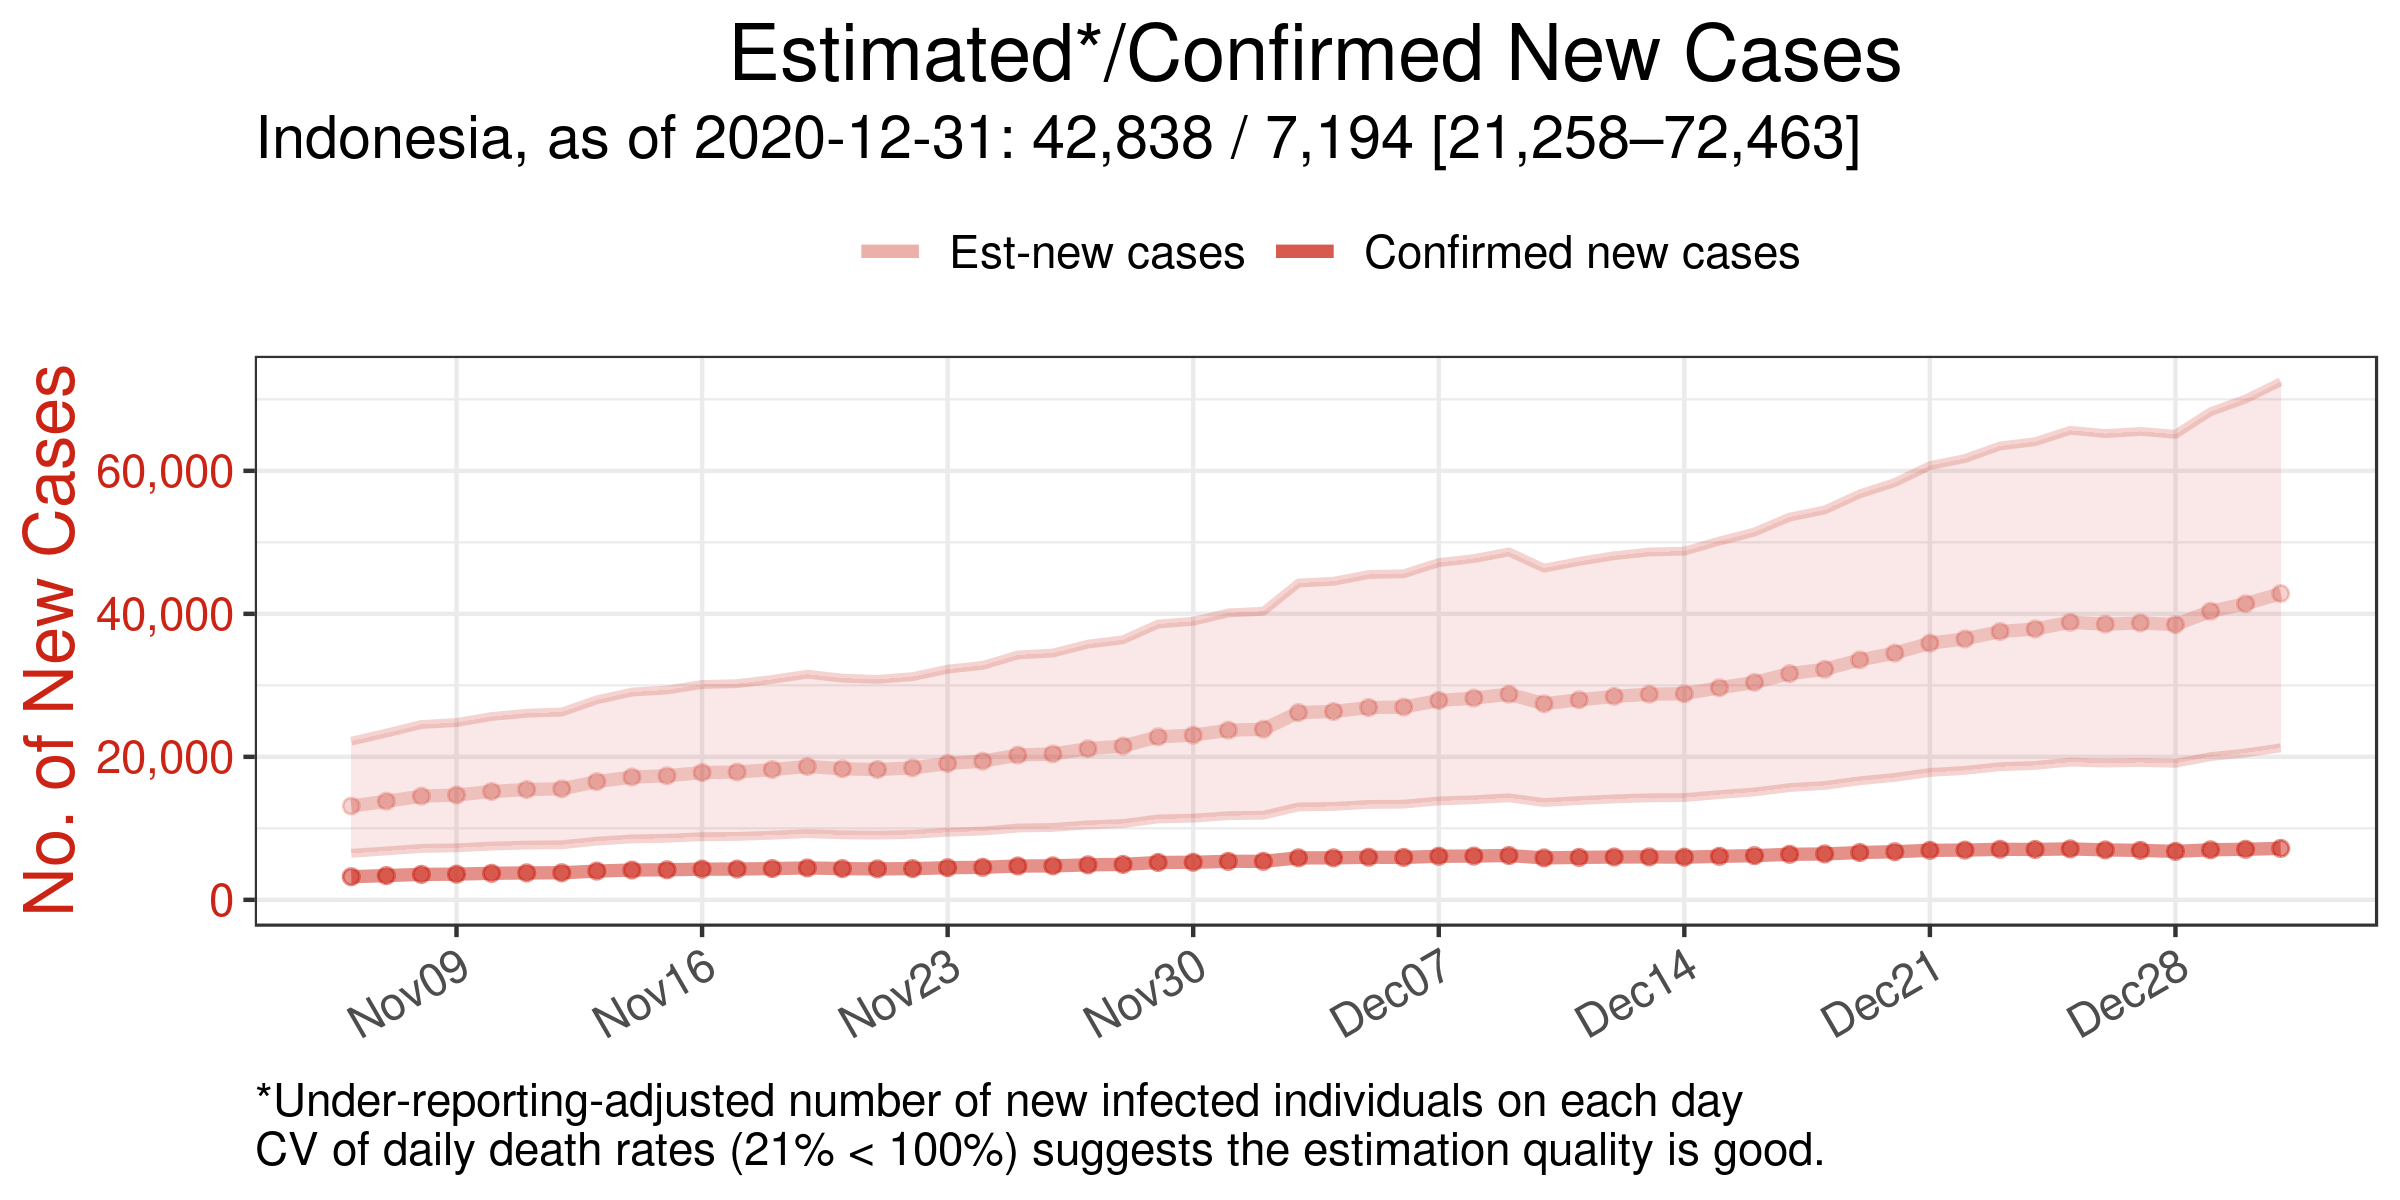 Estimated*/Confirmed New Cases
Indonesia, as of 2020-12-31: 42,838 / 7,194 [21,258–72,463]
Est-new cases
Confirmed new cases
No. of New Cases
60,000
40,000
20,000
0
Nov09
Nov16
Nov23
Nov30
Dec07
Dec14
Dec21
Dec28
*Under-reporting-adjusted number of new infected individuals on each day
CV of daily death rates (21% < 100%) suggests the estimation quality is good.